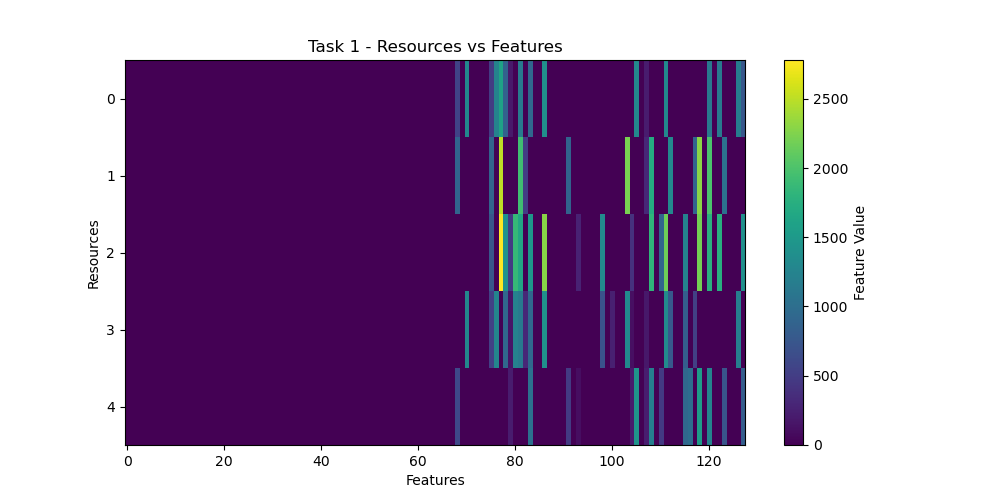 Task 1 - Resources vs Features
Resources
0
1
2
3
4
0 20 40 60 80 100 120
Features
2500
2000
1500
1000
500
0
Feature Value